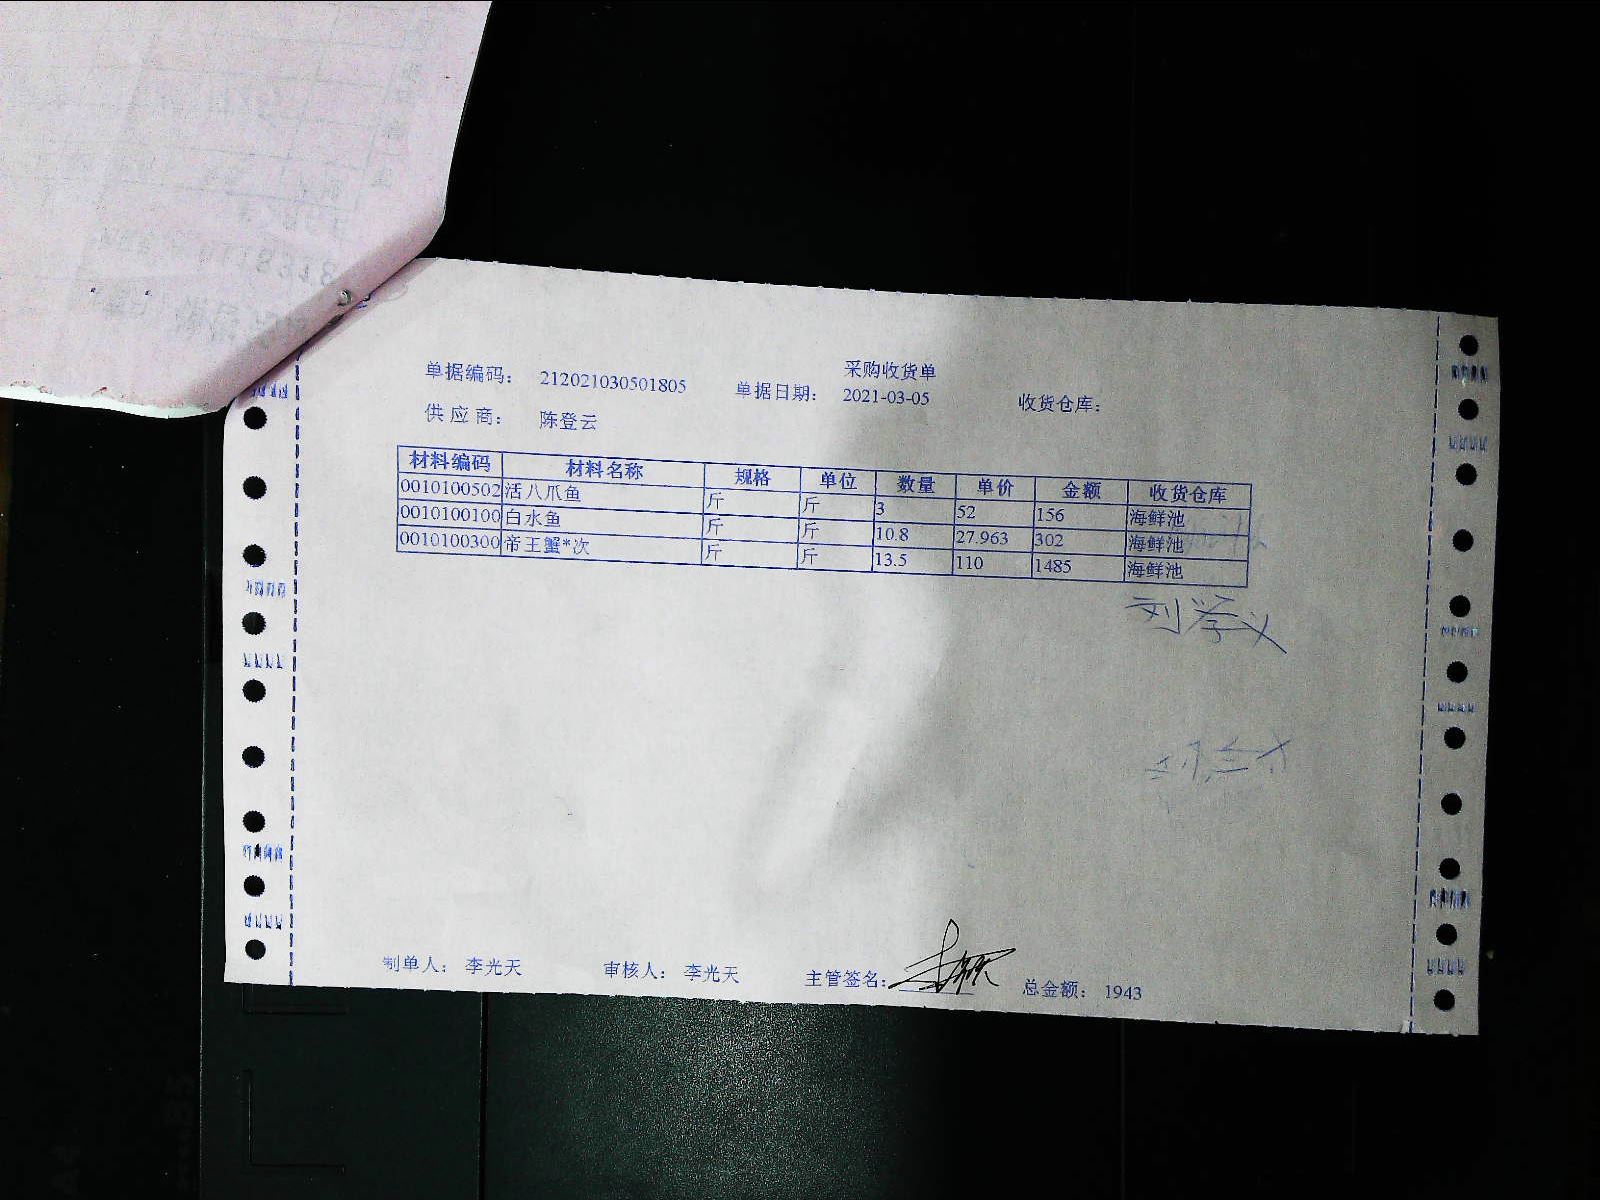 采购收货单
单据编码： 212021030501805 单据日期： 2021-03-05 收货仓库：
供应商： 陈登云
材料编码 材料名称 规格 单位 数量 单价 金额 收货仓库
0010100502 活八爪鱼 斤 斤 3 52 156 海鲜池
0010100100 白水鱼 斤 斤 10.8 27.963 302 海鲜池
0010100300 帝王蟹*次 斤 斤 13.5 110 1485 海鲜池
制单人： 李光天 审核人： 李光天 主管签名： 总金额： 1943